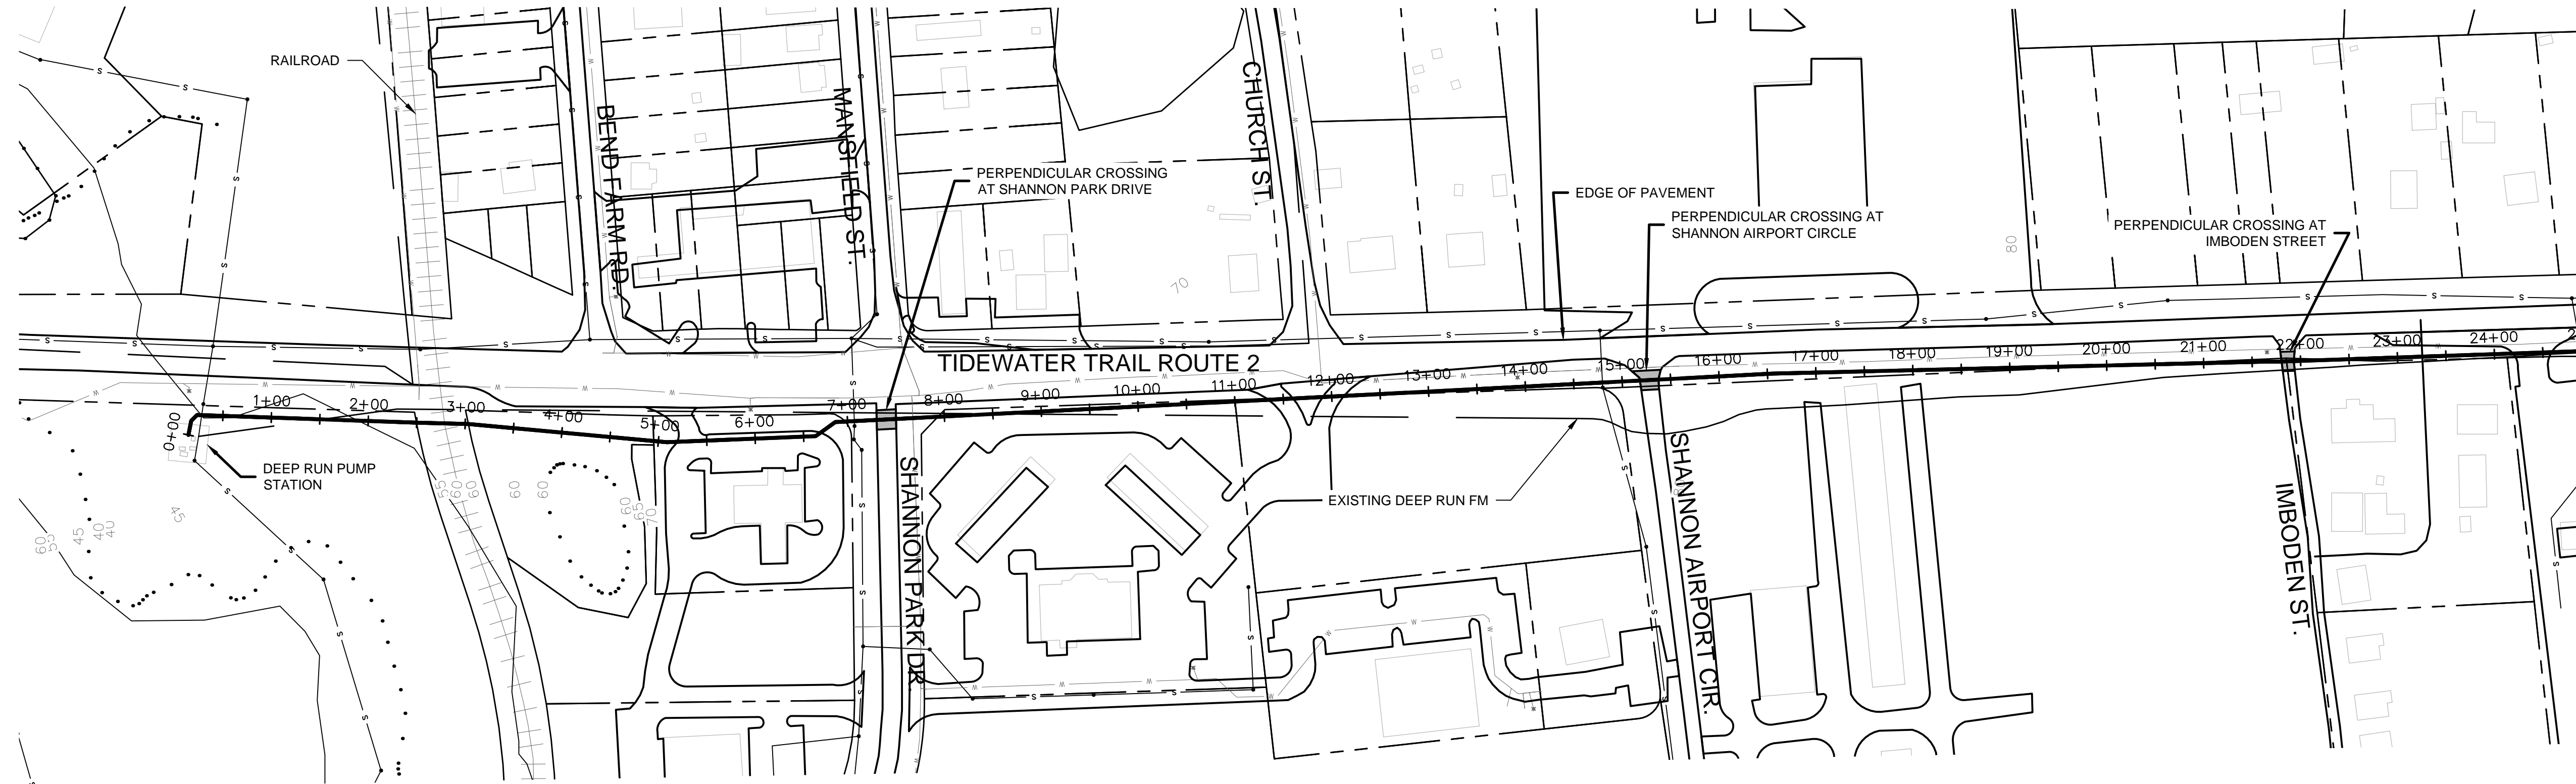 RAILROAD
BEND FARM RD.
MANSFIELD ST.
CHURCH ST.
PERPENDICULAR CROSSING
AT SHANNON PARK DRIVE
EDGE OF PAVEMENT
PERPENDICULAR CROSSING AT
SHANNON AIRPORT CIRCLE
PERPENDICULAR CROSSING AT
IMBODEN STREET
70
80
TIDEWATER TRAIL ROUTE 2
0+00
1+00
2+00
3+00
4+00
5+00
6+00
7+00
8+00
9+00
10+00
11+00
12+00
13+00
14+00
15+00
16+00
17+00
18+00
19+00
20+00
21+00
22+00
23+00
24+00
DEEP RUN PUMP
STATION
EXISTING DEEP RUN FM
SHANNON PARK DR.
SHANNON AIRPORT CIR.
IMBODEN ST.
60
55
45
40
40
45
55
60
60
60
60
60
65
70